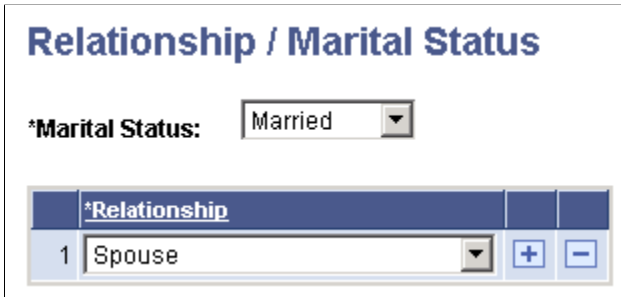 Relationship / Marital Status
*Marital Status: Married
*Relationship
1 Spouse + -